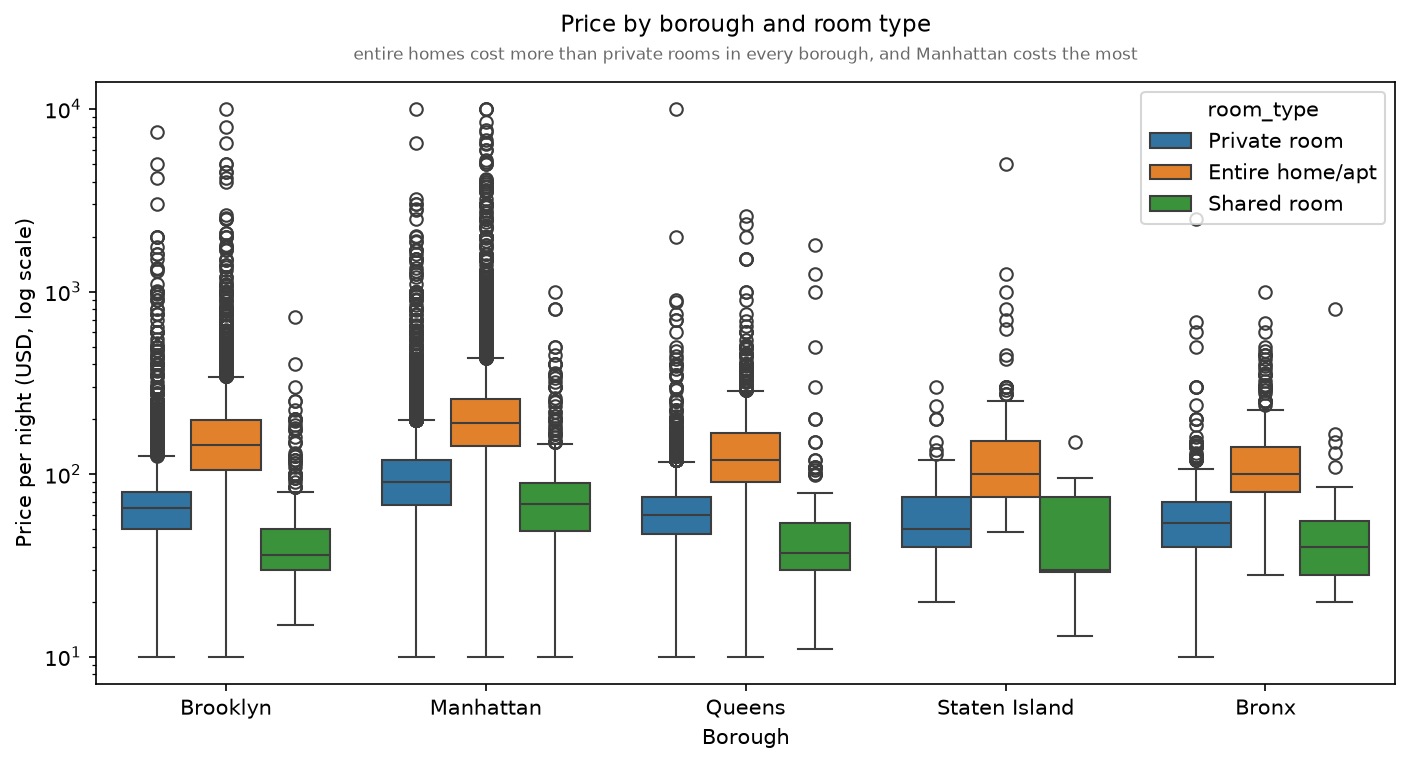 Price by borough and room type
entire homes cost more than private rooms in every borough, and Manhattan costs the most
Price per night (USD, log scale)
10⁴
10³
10²
10¹
room_type
Private room
Entire home/apt
Shared room
Brooklyn
Manhattan
Queens
Staten Island
Bronx
Borough